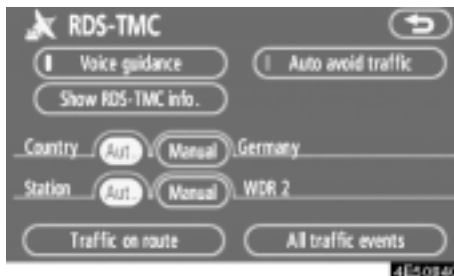 RDS-TMC
Voice guidance Auto avoid traffic
Show RDS-TMC info.
Country Aut. Manual Germany
Station Aut. Manual WDR 2
Traffic on route All traffic events